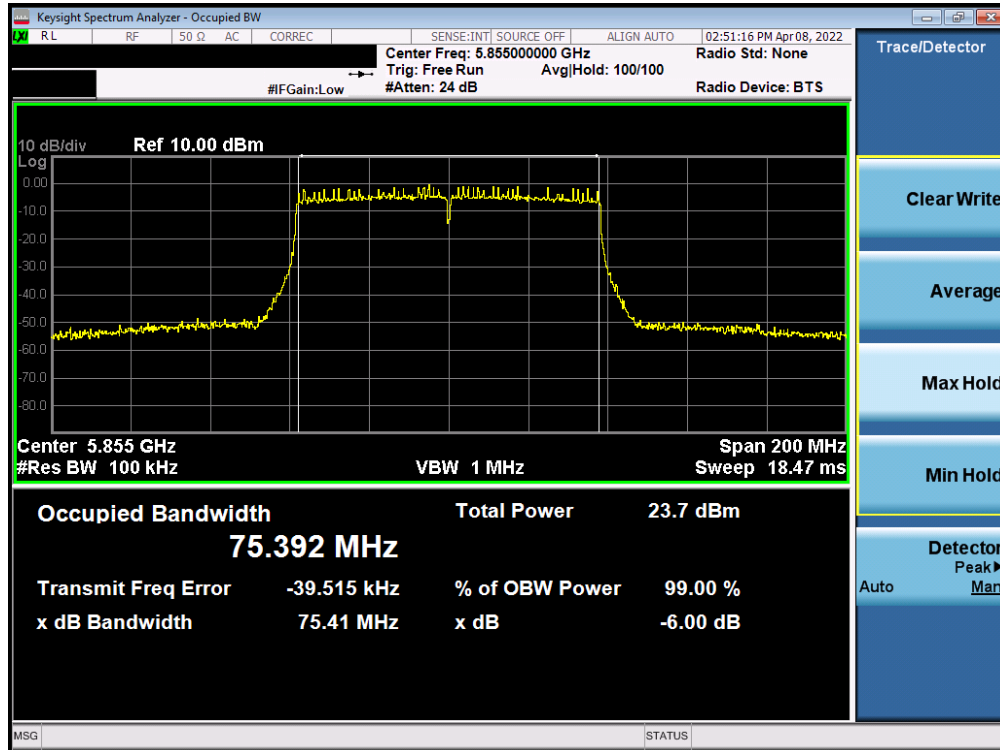 Keysight Spectrum Analyzer - Occupied BW
LXI RL RF 50 Ω AC CORREC SENSE:INT SOURCE OFF ALIGN AUTO 02:51:16 PM Apr 08, 2022
Center Freq: 5.855000000 GHz Radio Std: None
Trig: Free Run Avg|Hold: 100/100
#IFGain:Low #Atten: 24 dB Radio Device: BTS
Trace/Detector
10 dB/div Ref 10.00 dBm
Log
0.00
-10.0
-20.0
-30.0
-40.0
-50.0
-60.0
-70.0
-80.0
Center 5.855 GHz Span 200 MHz
#Res BW 100 kHz VBW 1 MHz Sweep 18.47 ms
Occupied Bandwidth Total Power 23.7 dBm
75.392 MHz
Transmit Freq Error -39.515 kHz % of OBW Power 99.00 %
x dB Bandwidth 75.41 MHz x dB -6.00 dB
Clear Write
Average
Max Hold
Min Hold
Detector
Peak
Auto Man
MSG STATUS